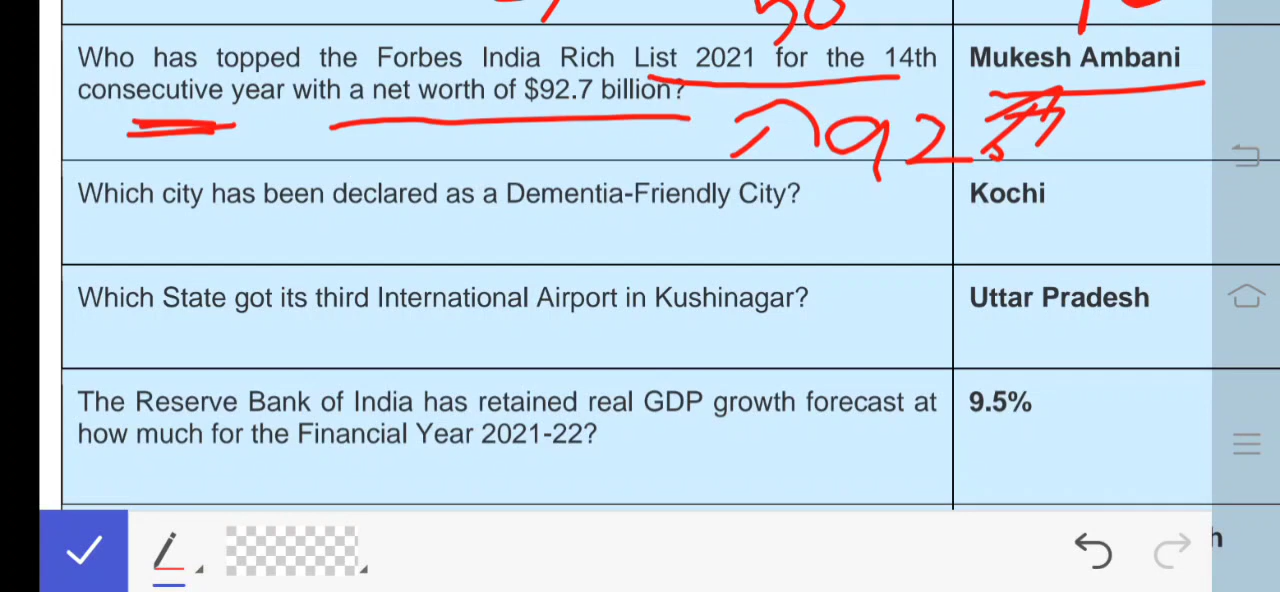 50
Who has topped the Forbes India Rich List 2021 for the 14th
consecutive year with a net worth of $92.7 billion?
Mukesh Ambani
92
Which city has been declared as a Dementia-Friendly City?
Kochi
Which State got its third International Airport in Kushinagar?
Uttar Pradesh
The Reserve Bank of India has retained real GDP growth forecast at
how much for the Financial Year 2021-22?
9.5%
h